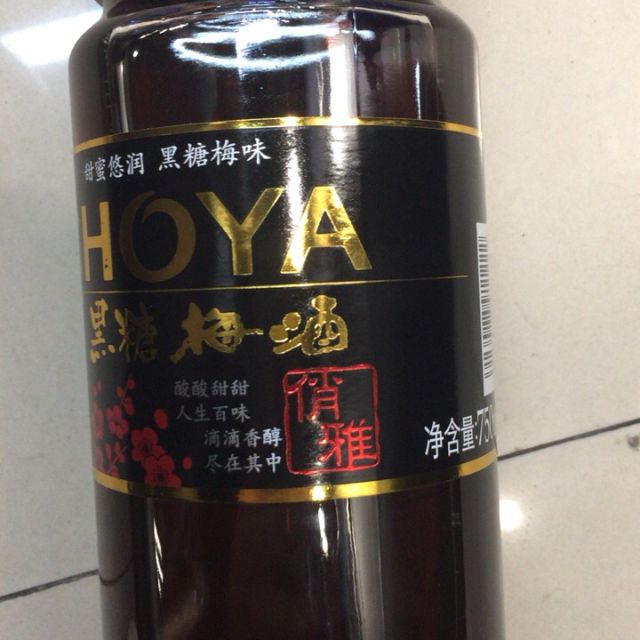 甜蜜悠润 黑糖梅味
HOYA
黑糖梅酒
酸酸甜甜
人生百味
滴滴香醇
尽在其中
俏雅
净含量:75